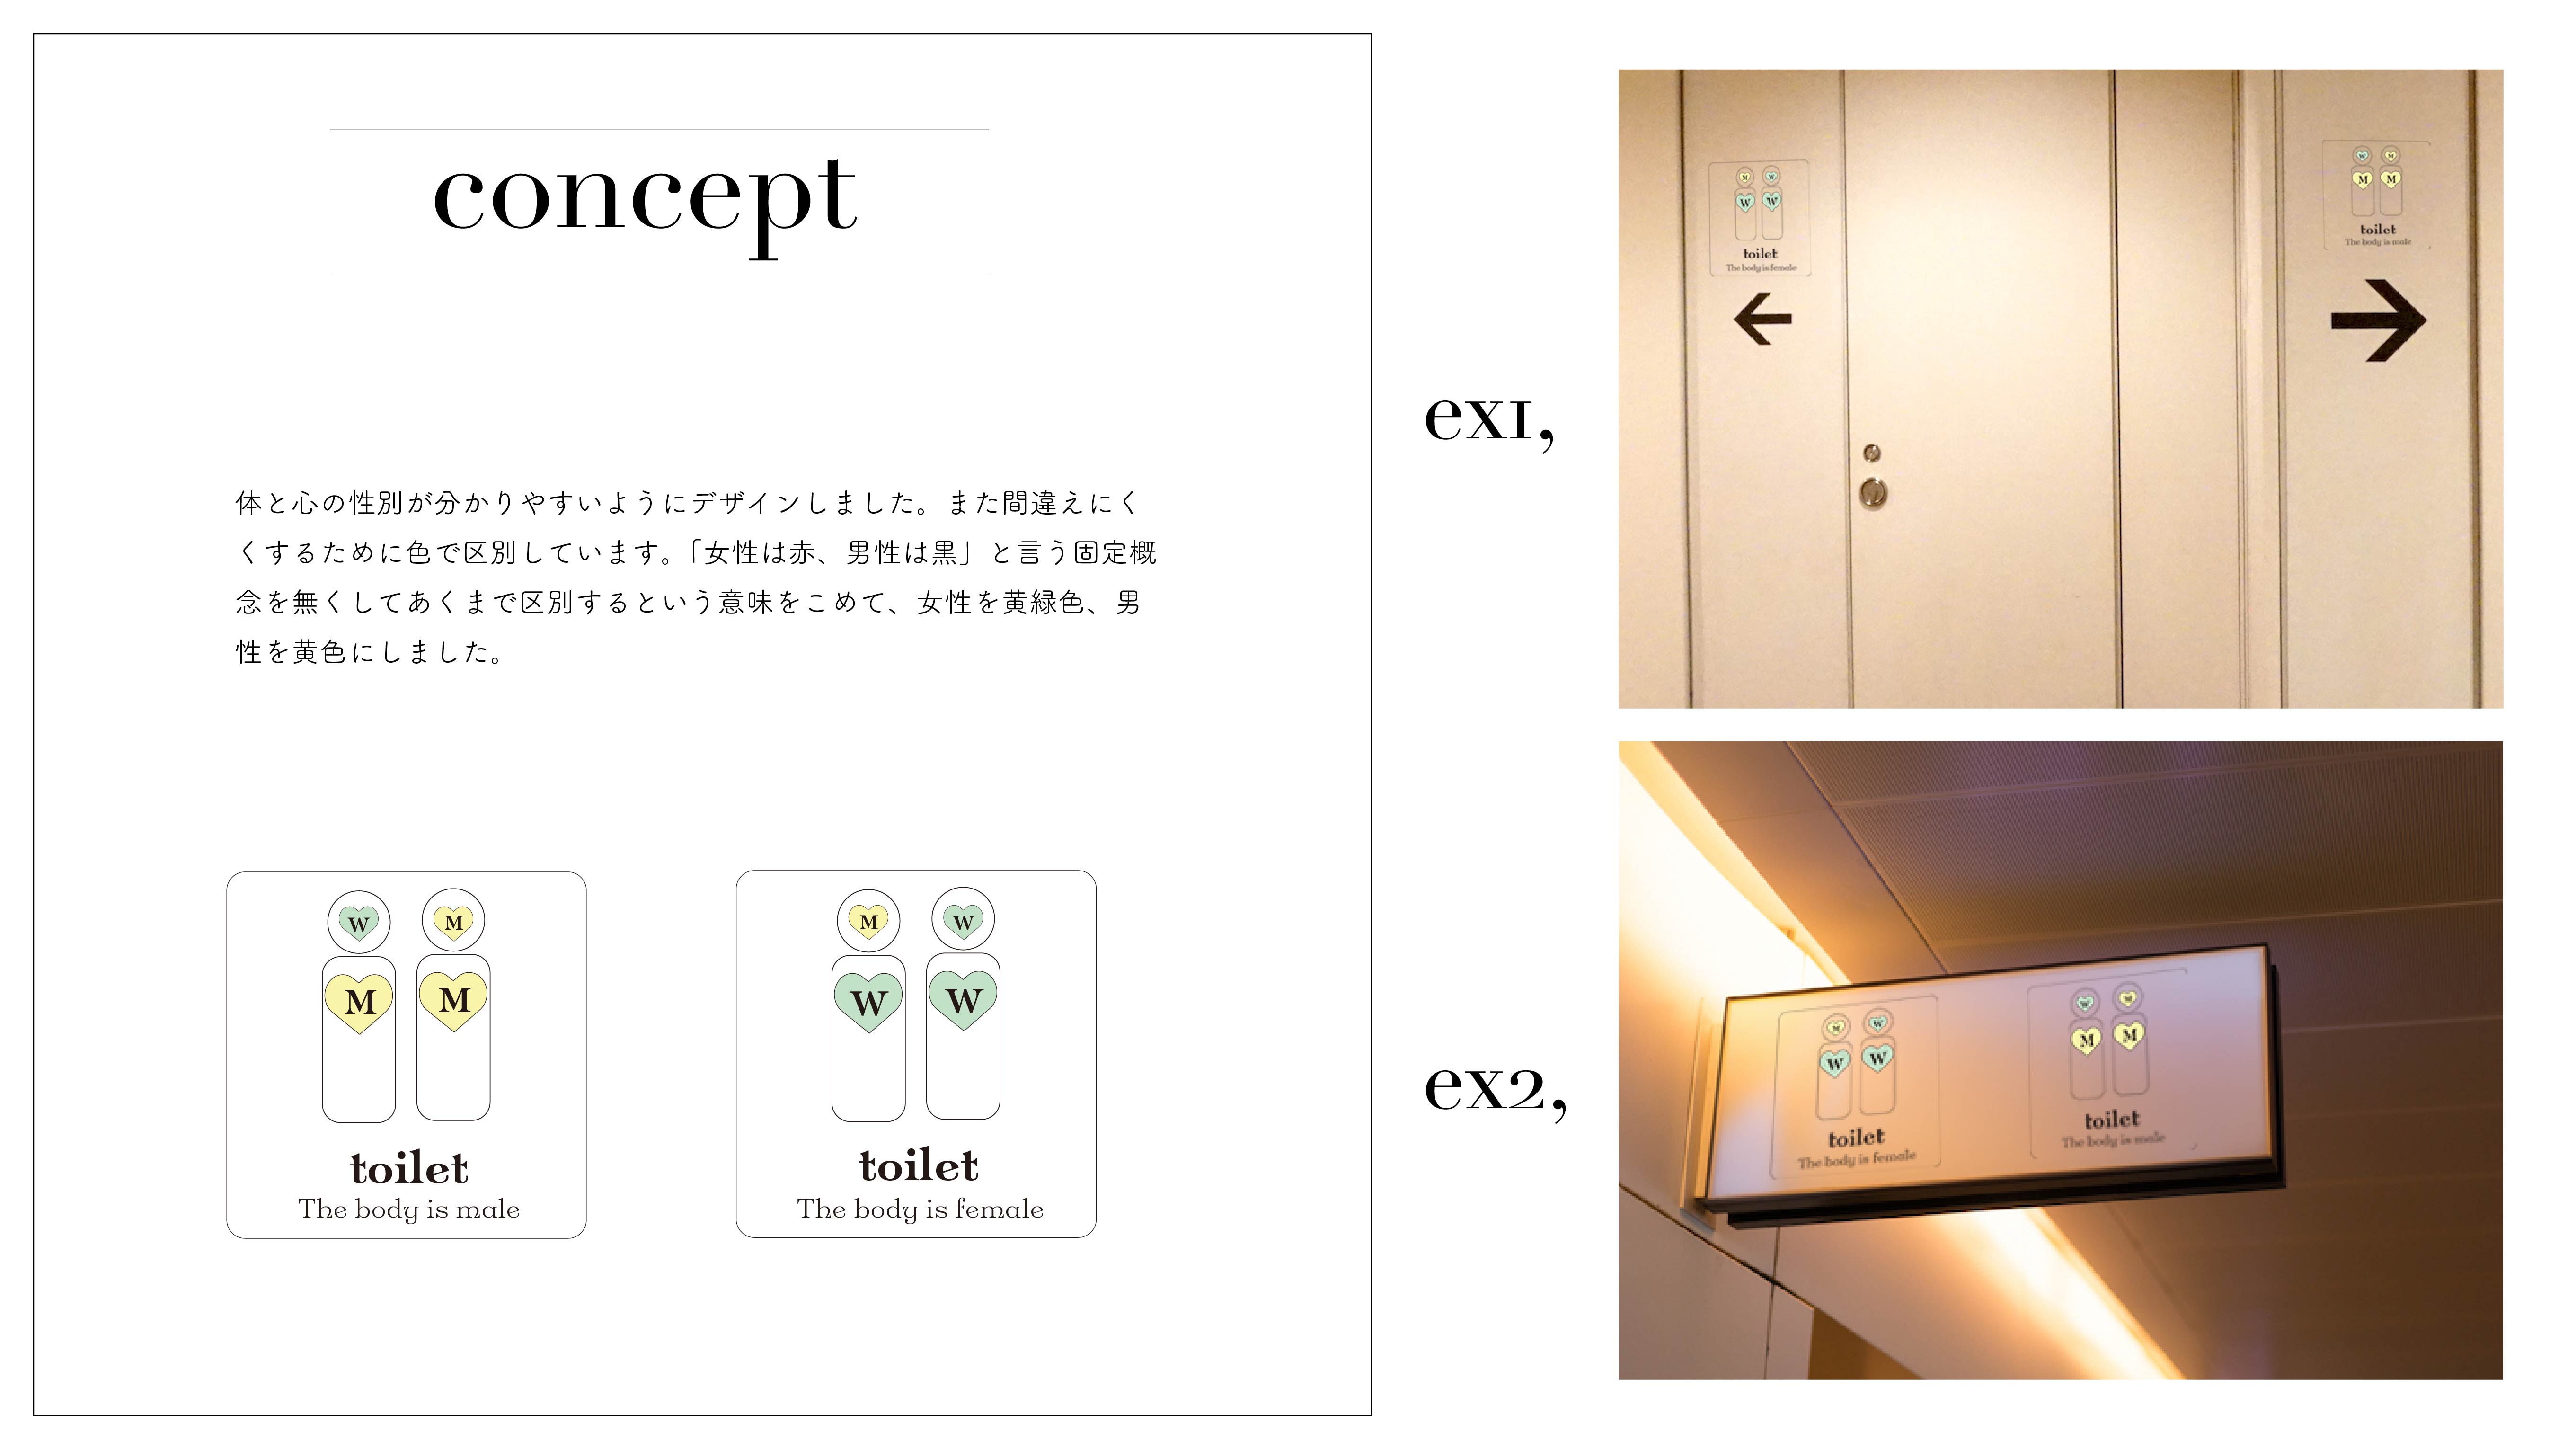 concept
体と心の性別が分かりやすいようにデザインしました。また間違えにく
くするために色で区別しています。「女性は赤、男性は黒」と言う固定概
念を無くしてあくまで区別するという意味をこめて、女性を黄緑色、男
性を黄色にしました。
W M
M M
toilet
The body is male
M W
W W
toilet
The body is female
ex1,
M W
W W
toilet
The body is female
W M
M M
toilet
The body is male
ex2,
M W
W W
toilet
The body is female
W M
M M
toilet
The body is male